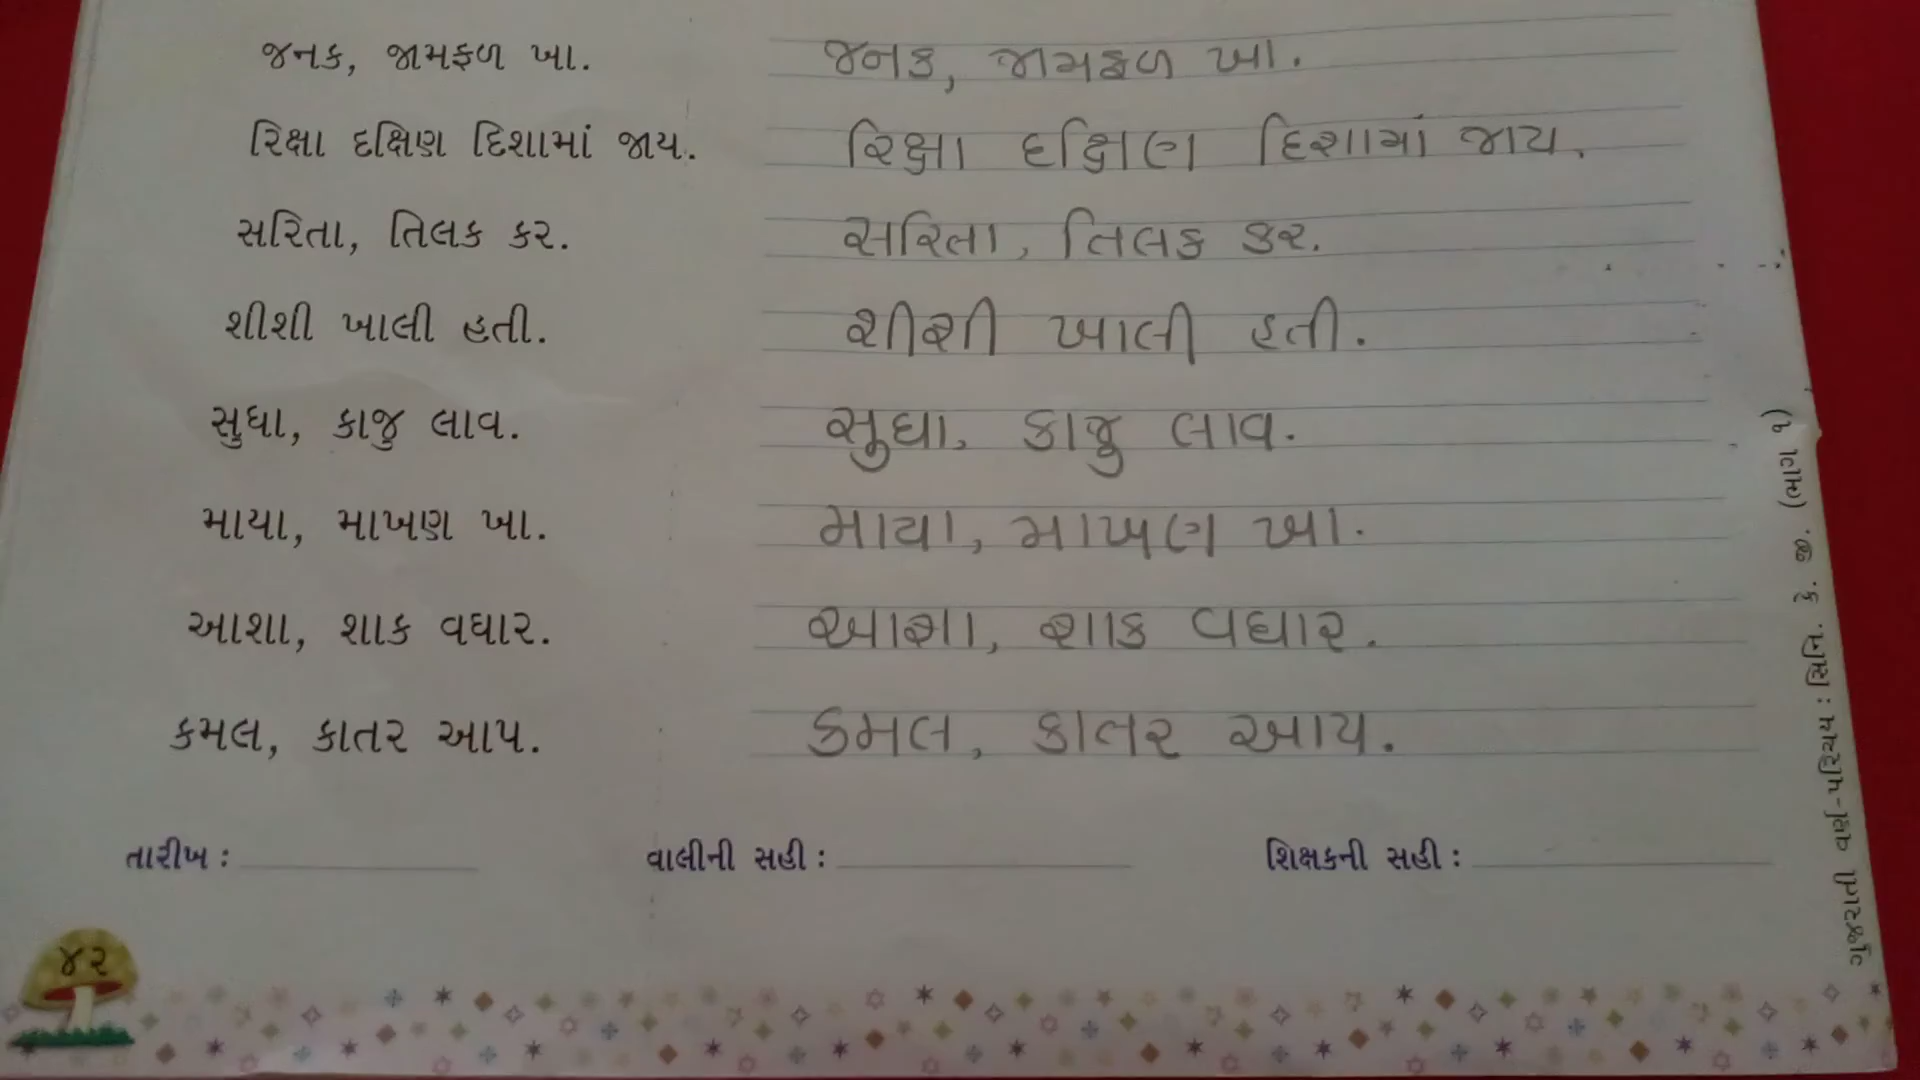 જનક, જામફળ ખા. જનક, જામફળ ખા.
રિક્ષા દક્ષિણ દિશામાં જાય. રિક્ષા દક્ષિણ દિશામાં જાય.
સરિતા, તિલક કર. સરિતા, તિલક કર.
શીશી ખાલી હતી. શીશી ખાલી હતી.
સુધા, કાજુ લાવ. સુધા, કાજુ લાવ.
માયા, માખણ ખા. માયા, માખણ ખા.
આશા, શાક વઘાર. આશા, શાક વઘાર.
કમલ, કાતર આપ. કમલ, કાતર આપ.
તારીખ : વાલીની સહી : શિક્ષકની સહી :
૪૨